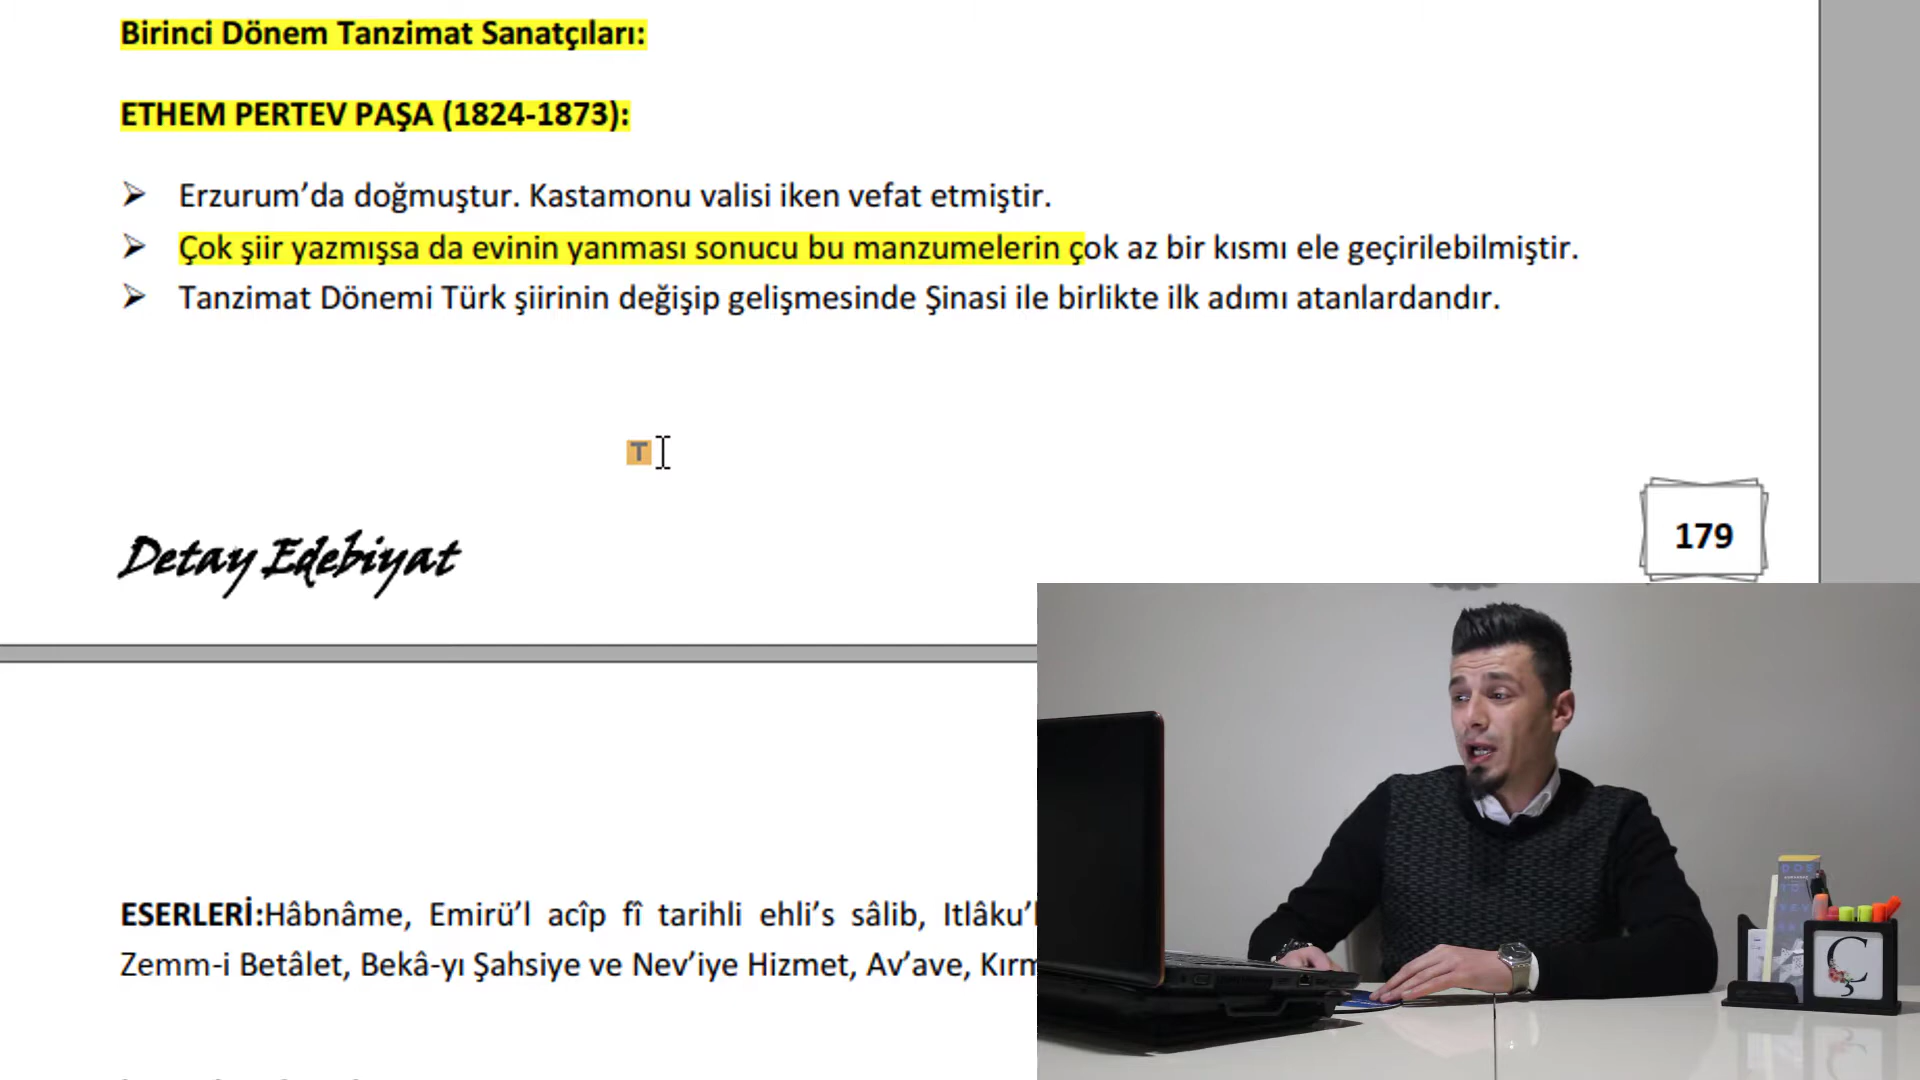 Birinci Dönem Tanzimat Sanatçıları:
ETHEM PERTEV PAŞA (1824-1873):
Erzurum’da doğmuştur. Kastamonu valisi iken vefat etmiştir.
Çok şiir yazmışsa da evinin yanması sonucu bu manzumelerin çok az bir kısmı ele geçirilebilmiştir.
Tanzimat Dönemi Türk şiirinin değişip gelişmesinde Şinasi ile birlikte ilk adımı atanlardandır.
T
Detay Edebiyat
179
ESERLERİ:Hâbnâme, Emirü’l acîp fî tarihli ehli’s sâlib,
Zemm-i Betâlet, Bekâ-yı Şahsiye ve Nev’iye Hizmet, Av’ave,
Ç